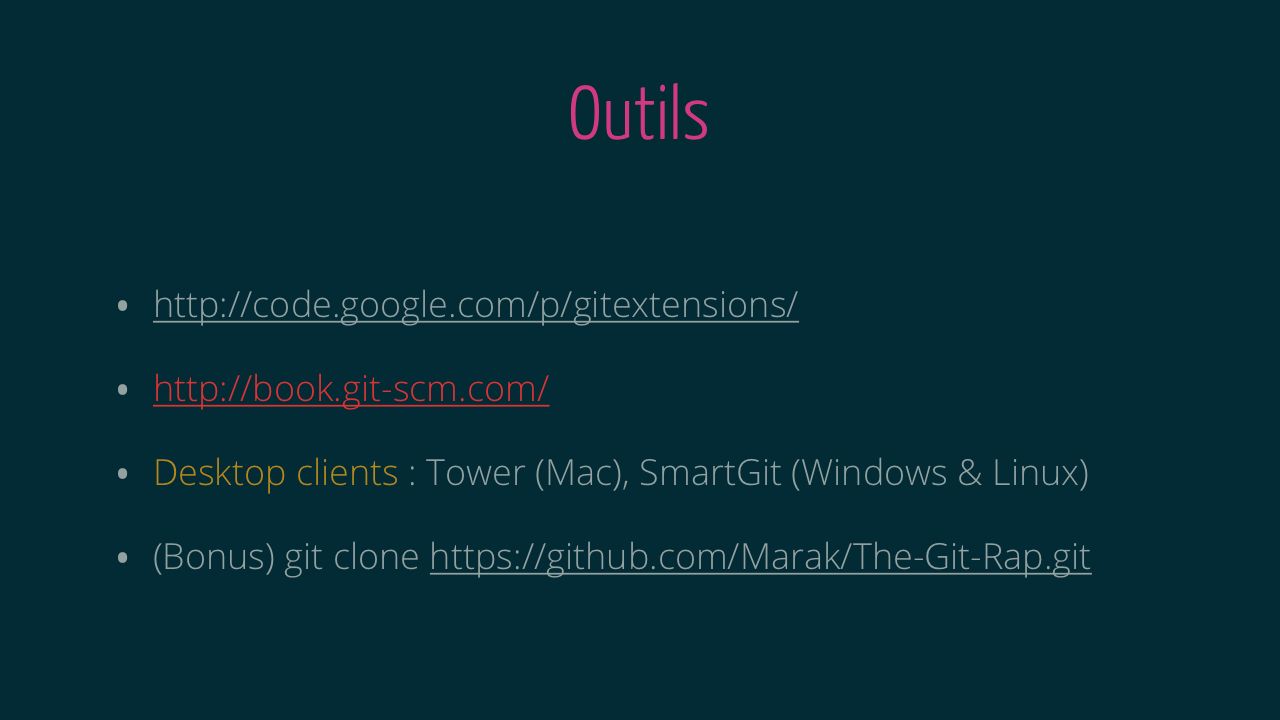 Outils
• http://code.google.com/p/gitextensions/
• http://book.git-scm.com/
• Desktop clients : Tower (Mac), SmartGit (Windows & Linux)
• (Bonus) git clone https://github.com/Marak/The-Git-Rap.git